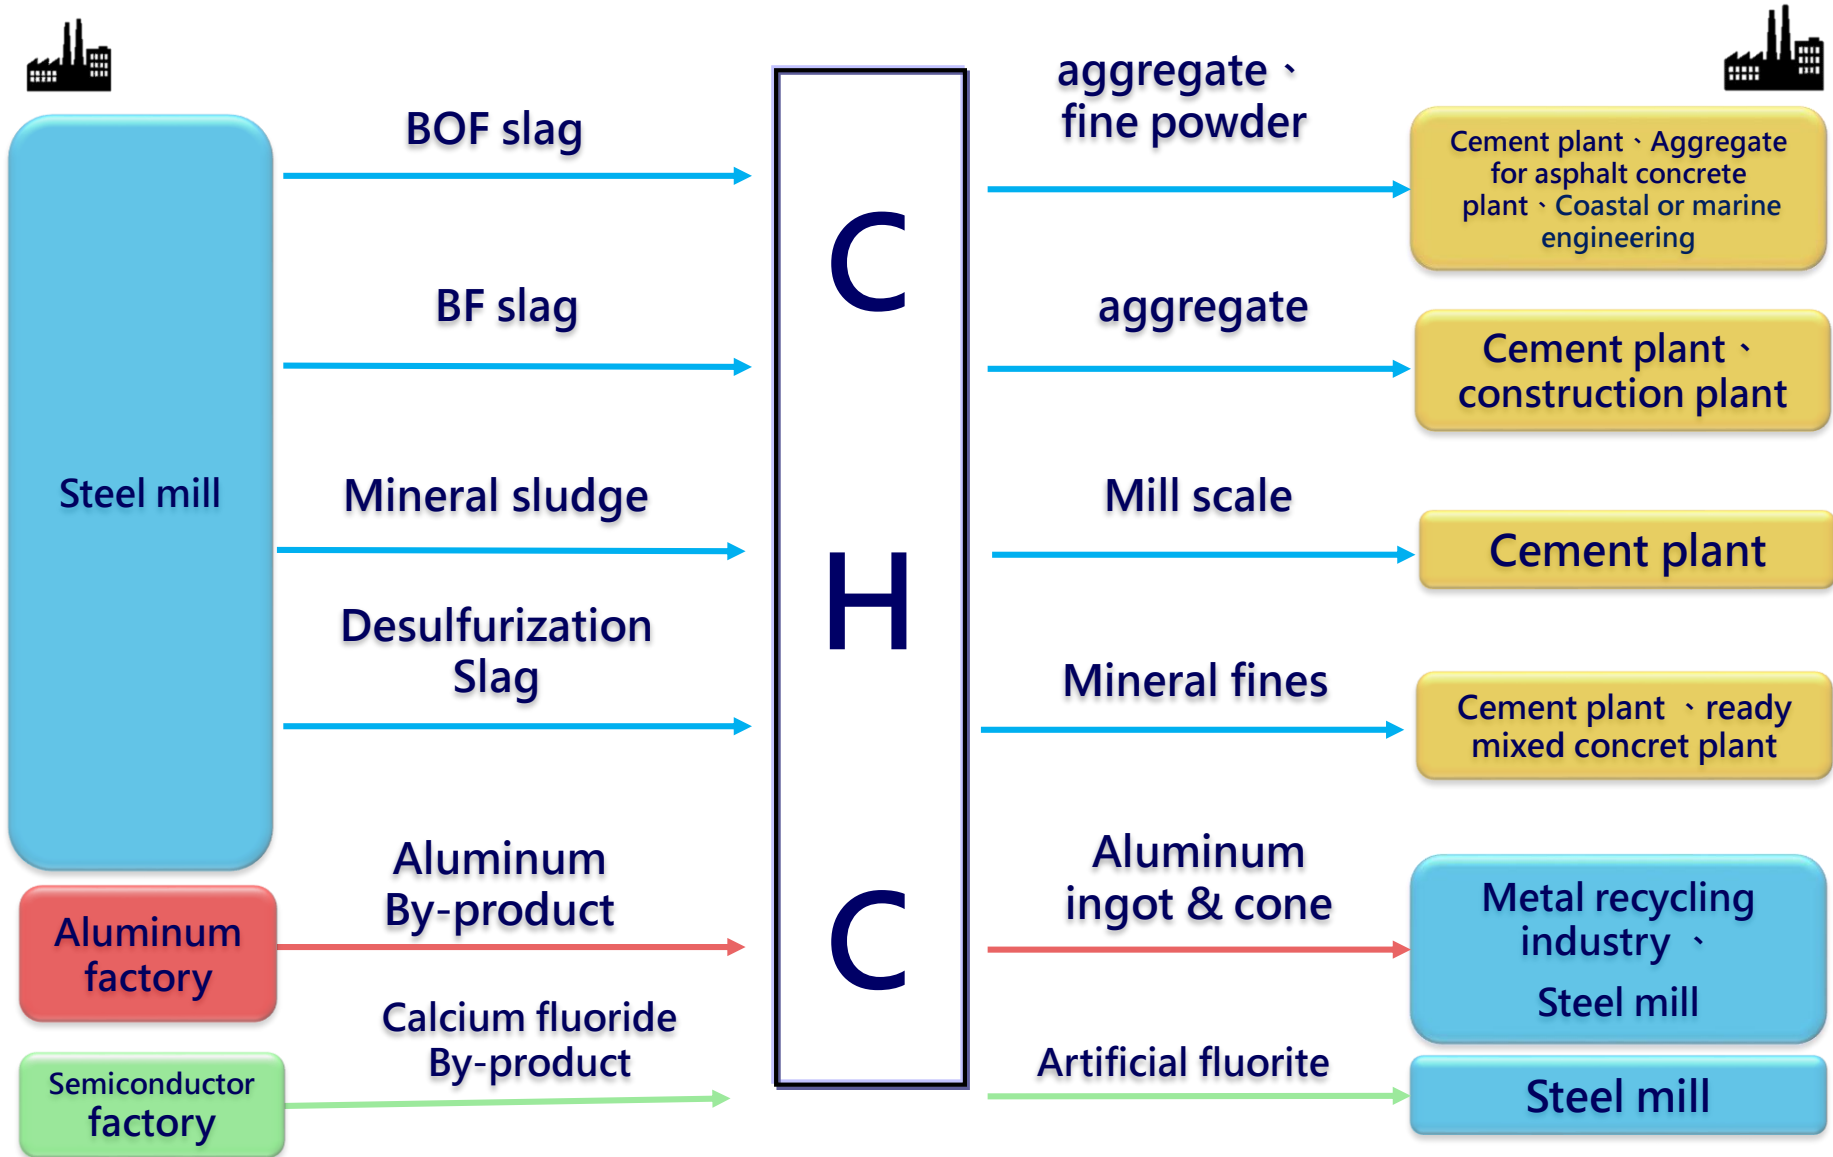 Steel mill
Aluminum
factory
Semiconductor
factory
BOF slag
BF slag
Mineral sludge
Desulfurization
Slag
Aluminum
By-product
Calcium fluoride
By-product
C
H
C
aggregate、
fine powder
aggregate
Mill scale
Mineral fines
Aluminum
ingot & cone
Artificial fluorite
Cement plant、Aggregate
for asphalt concrete
plant、Coastal or marine
engineering
Cement plant、
construction plant
Cement plant
Cement plant 、ready
mixed concret plant
Metal recycling
industry 、
Steel mill
Steel mill